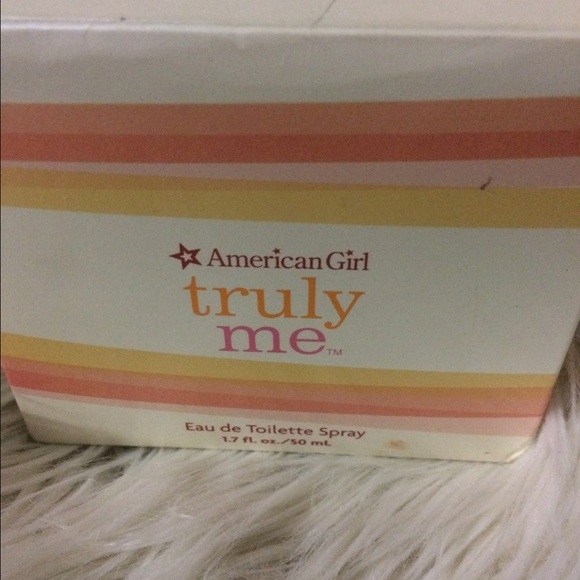 American Girl
truly
me™
Eau de Toilette Spray
1.7 fl. oz./50 mL